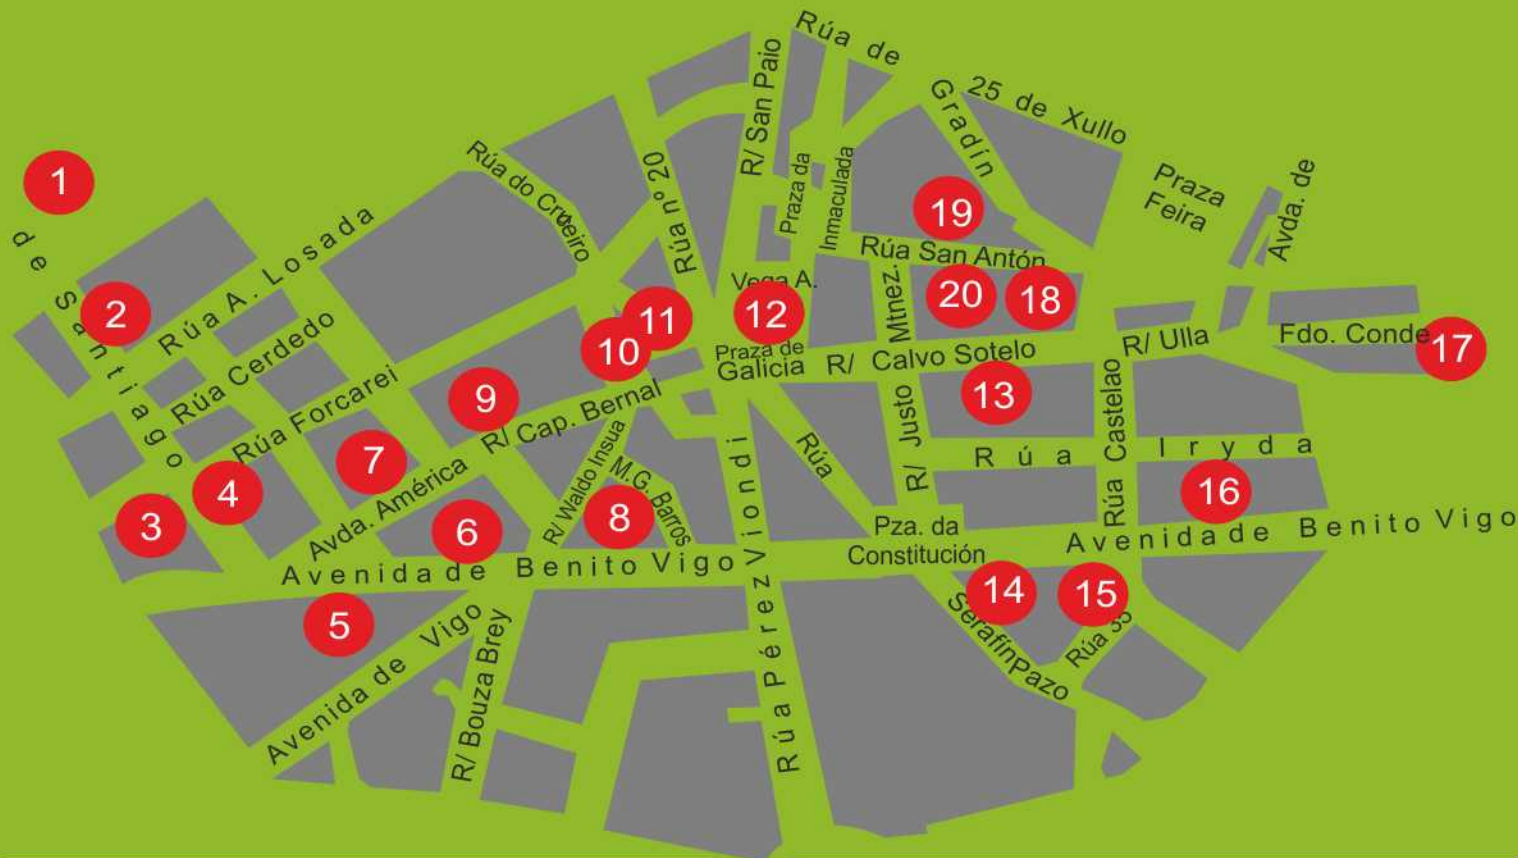 Rúa de
Gradín
25 de Xullo
R/ San Paio
Praza da
Inmaculada
Praza
Feira
Avda. de
1
de Santiago
2
Rúa A. Losada
Rúa Cerdedo
Rúa Forcarei
Rúa do Cruceiro
Rúa nº 20
19
Rúa San Antón
Vega A.
12
20
18
11
10
Praza de
Galicia
R/ Calvo Sotelo
R/ Justo Mtnez.
R/ Ulla
Fdo. Conde
17
9
R/ Cap. Bernal
13
Rúa Castelao
Rúa
Rúa Iryda
7
4
3
Avda. América
6
R/ Waldo Insua
M.G. Barros
8
16
Pza. da
Constitución
Avenida de Benito Vigo
Avenida de Benito Vigo
5
Avenida de Vigo
R/ Bouza Brey
Rúa Pérez Viondi
14
15
Serafín Pazo
Rúa 35